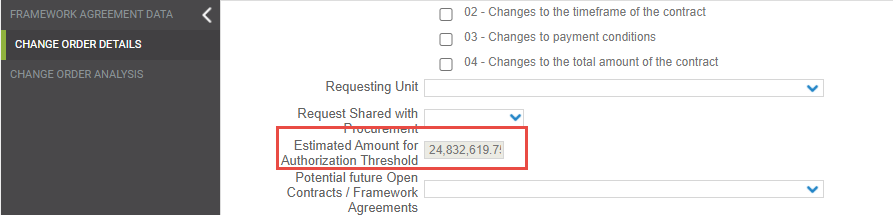 FRAMEWORK AGREEMENT DATA
CHANGE ORDER DETAILS
CHANGE ORDER ANALYSIS
02 - Changes to the timeframe of the contract
03 - Changes to payment conditions
04 - Changes to the total amount of the contract
Requesting Unit
Request Shared with
Procurement
Estimated Amount for
Authorization Threshold
24,832,619.75
Potential future Open
Contracts / Framework
Agreements